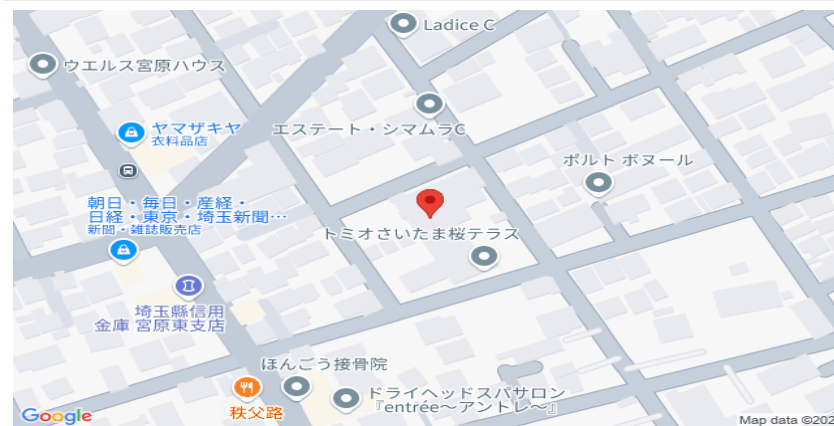 Ladice C
ウエルス宮原ハウス
ヤマザキヤ
衣料品店
エステート・シマムラC
ポルト ボヌール
朝日・毎日・産経・
日経・東京・埼玉新聞…
新聞・雑誌販売店
トミオさいたま桜テラス
埼玉縣信用
金庫 宮原東支店
ほんごう接骨院
ドライヘッドスパサロン
『entrée～アントレ～』
秩父路
Google
Map data ©202